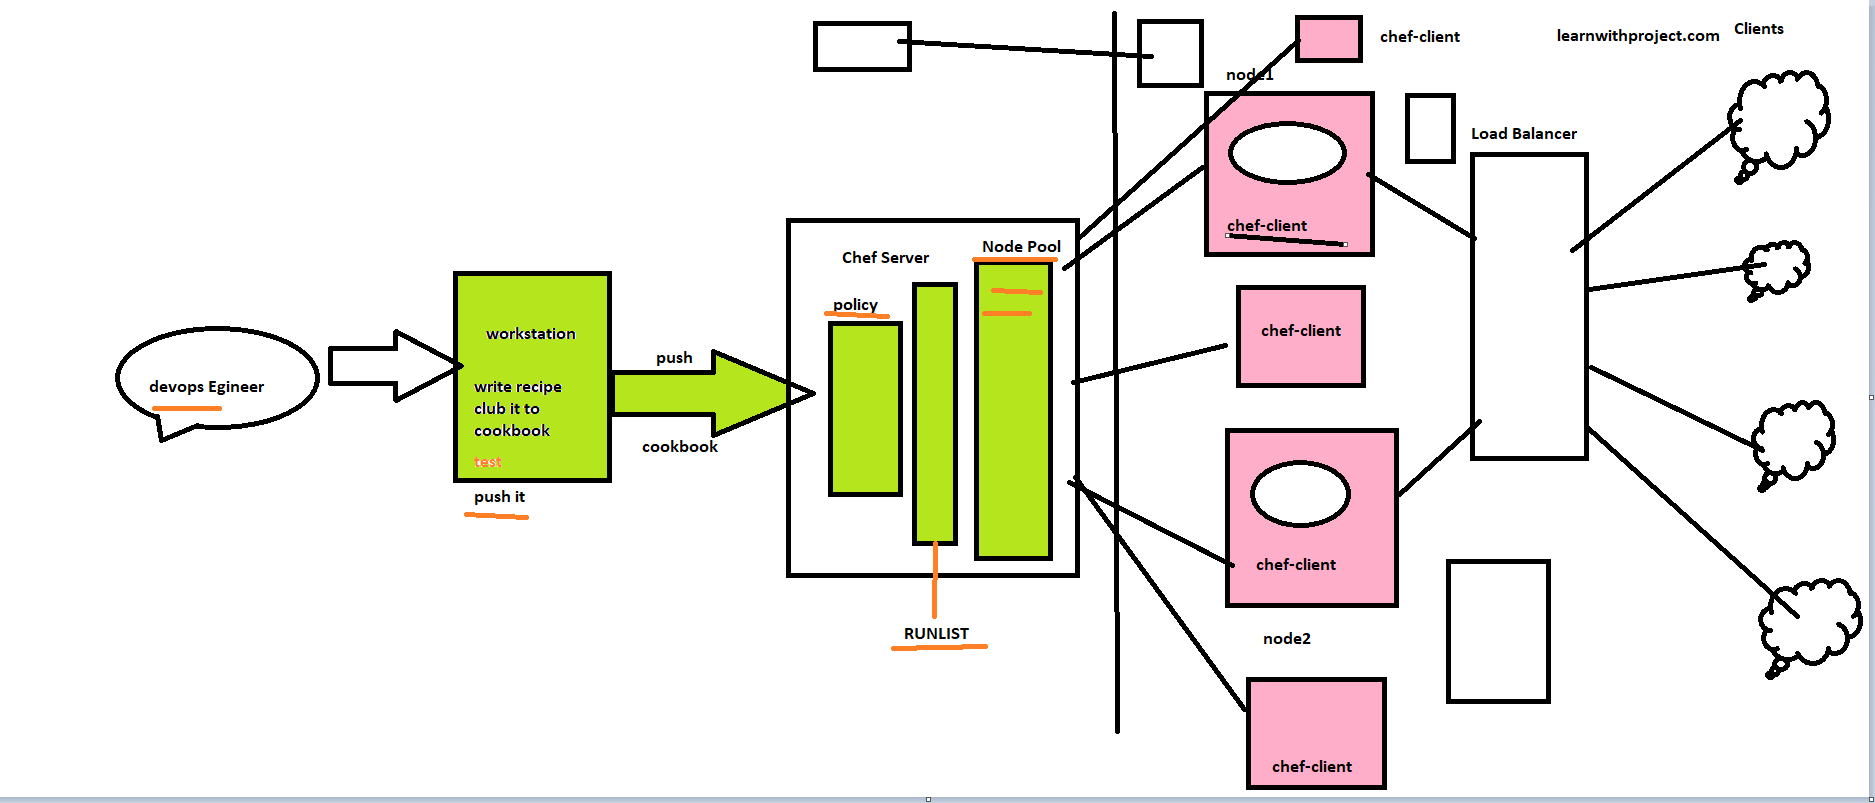 devops Egineer
workstation
write recipe
club it to
cookbook
test
push it
push
cookbook
Chef Server
policy
Node Pool
RUNLIST
chef-client
node1
chef-client
chef-client
chef-client
node2
chef-client
learnwithproject.com
Clients
Load Balancer